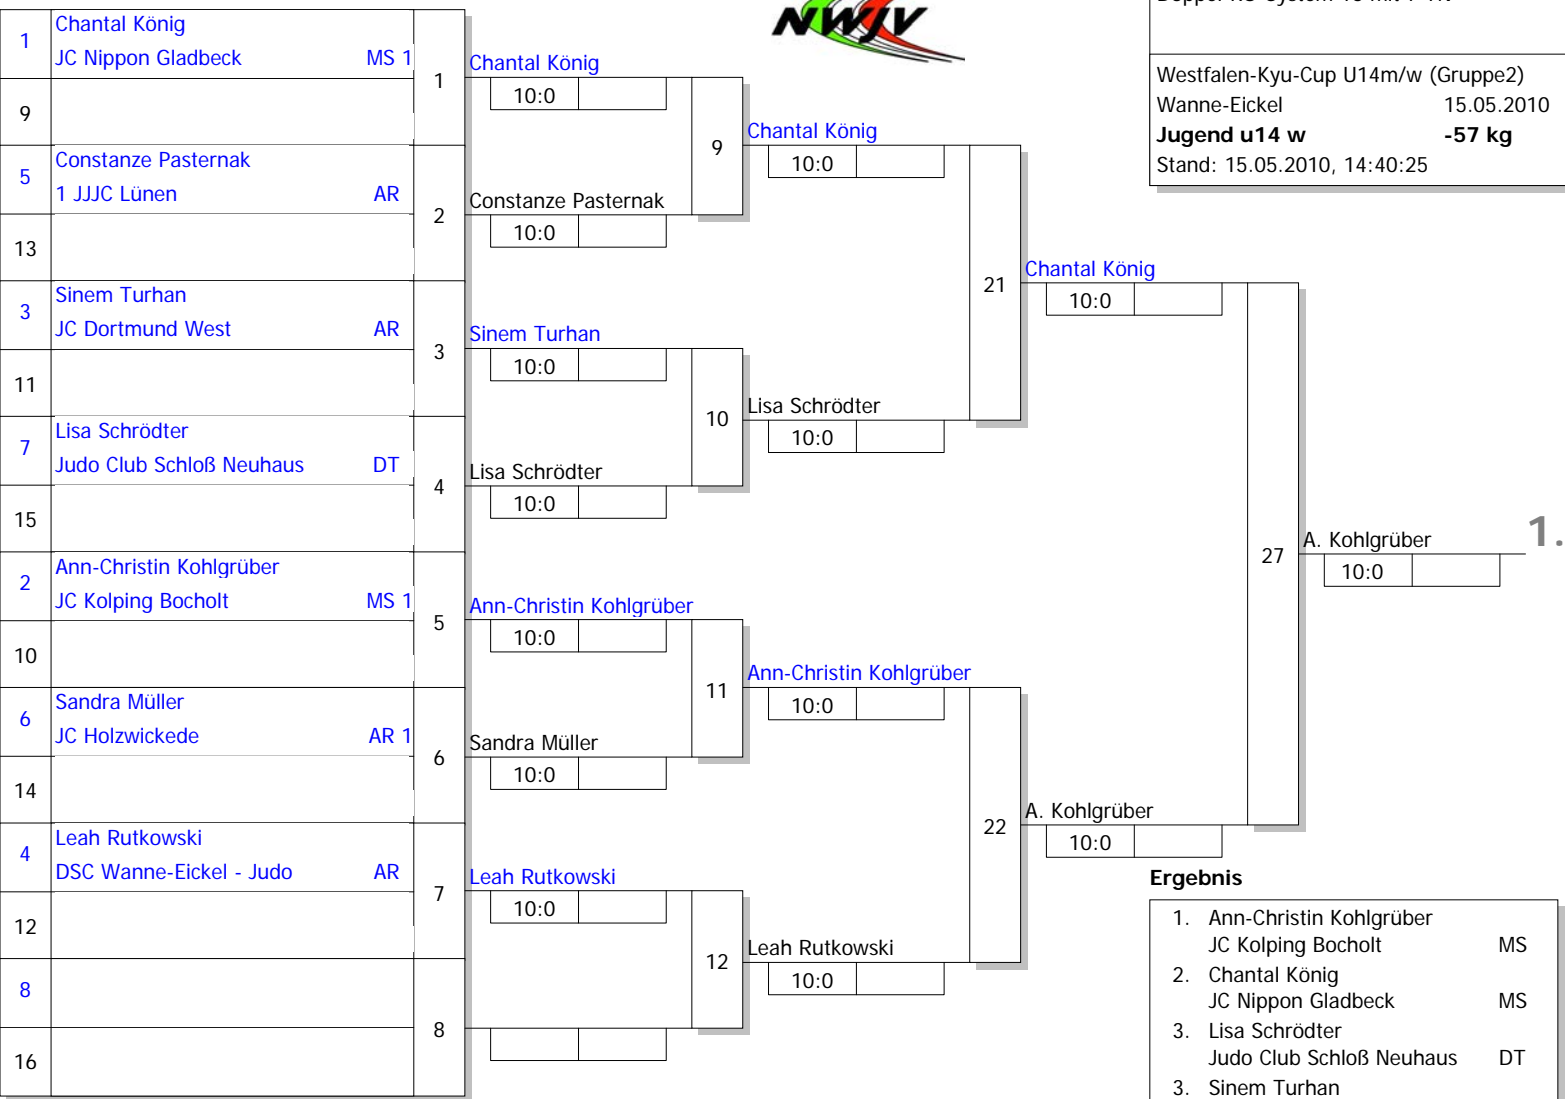 NWJV
Westfalen-Kyu-Cup U14m/w (Gruppe2)
Wanne-Eickel 15.05.2010
Jugend u14 w -57 kg
Stand: 15.05.2010, 14:40:25
1 Chantal König
JC Nippon Gladbeck MS 1
9
5 Constanze Pasternak
1 JJJC Lünen AR
13
3 Sinem Turhan
JC Dortmund West AR
11
7 Lisa Schrödter
Judo Club Schloß Neuhaus DT
15
2 Ann-Christin Kohlgrüber
JC Kolping Bocholt MS 1
10
6 Sandra Müller
JC Holzwickede AR 1
14
4 Leah Rutkowski
DSC Wanne-Eickel - Judo AR
12
8
16
1
Chantal König
10:0
2
Constanze Pasternak
10:0
3
Sinem Turhan
10:0
4
Lisa Schrödter
10:0
5
Ann-Christin Kohlgrüber
10:0
6
Sandra Müller
10:0
7
Leah Rutkowski
10:0
8
9
Chantal König
10:0
10
Lisa Schrödter
10:0
11
Ann-Christin Kohlgrüber
10:0
12
Leah Rutkowski
10:0
21
Chantal König
10:0
22
A. Kohlgrüber
10:0
27
A. Kohlgrüber 1.
10:0
Ergebnis
1. Ann-Christin Kohlgrüber
JC Kolping Bocholt MS
2. Chantal König
JC Nippon Gladbeck MS
3. Lisa Schrödter
Judo Club Schloß Neuhaus DT
3. Sinem Turhan